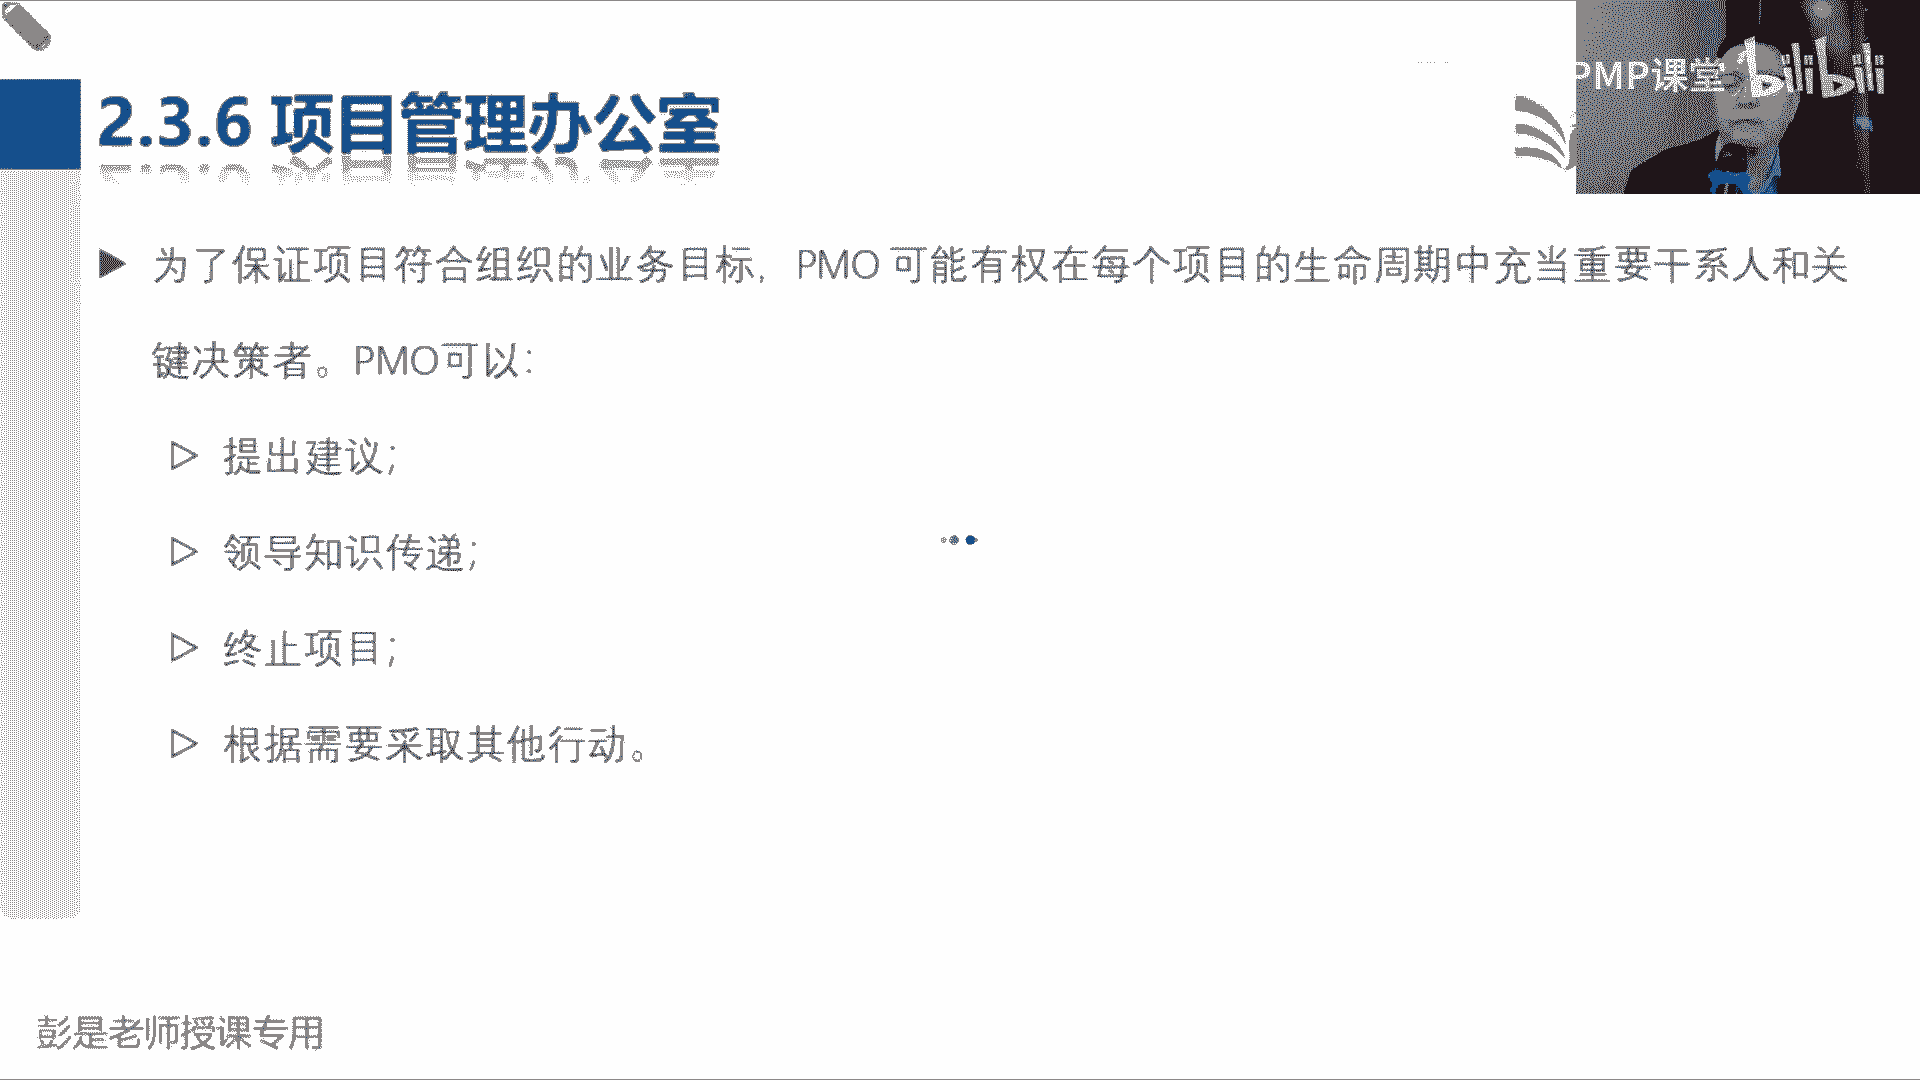 PMP课堂 bilibili
2.3.6 项目管理办公室
为了保证项目符合组织的业务目标，PMO 可能有权在每个项目的生命周期中充当重要干系人和关
键决策者。PMO可以：
提出建议；
领导知识传递；
终止项目；
根据需要采取其他行动。
彭是老师授课专用